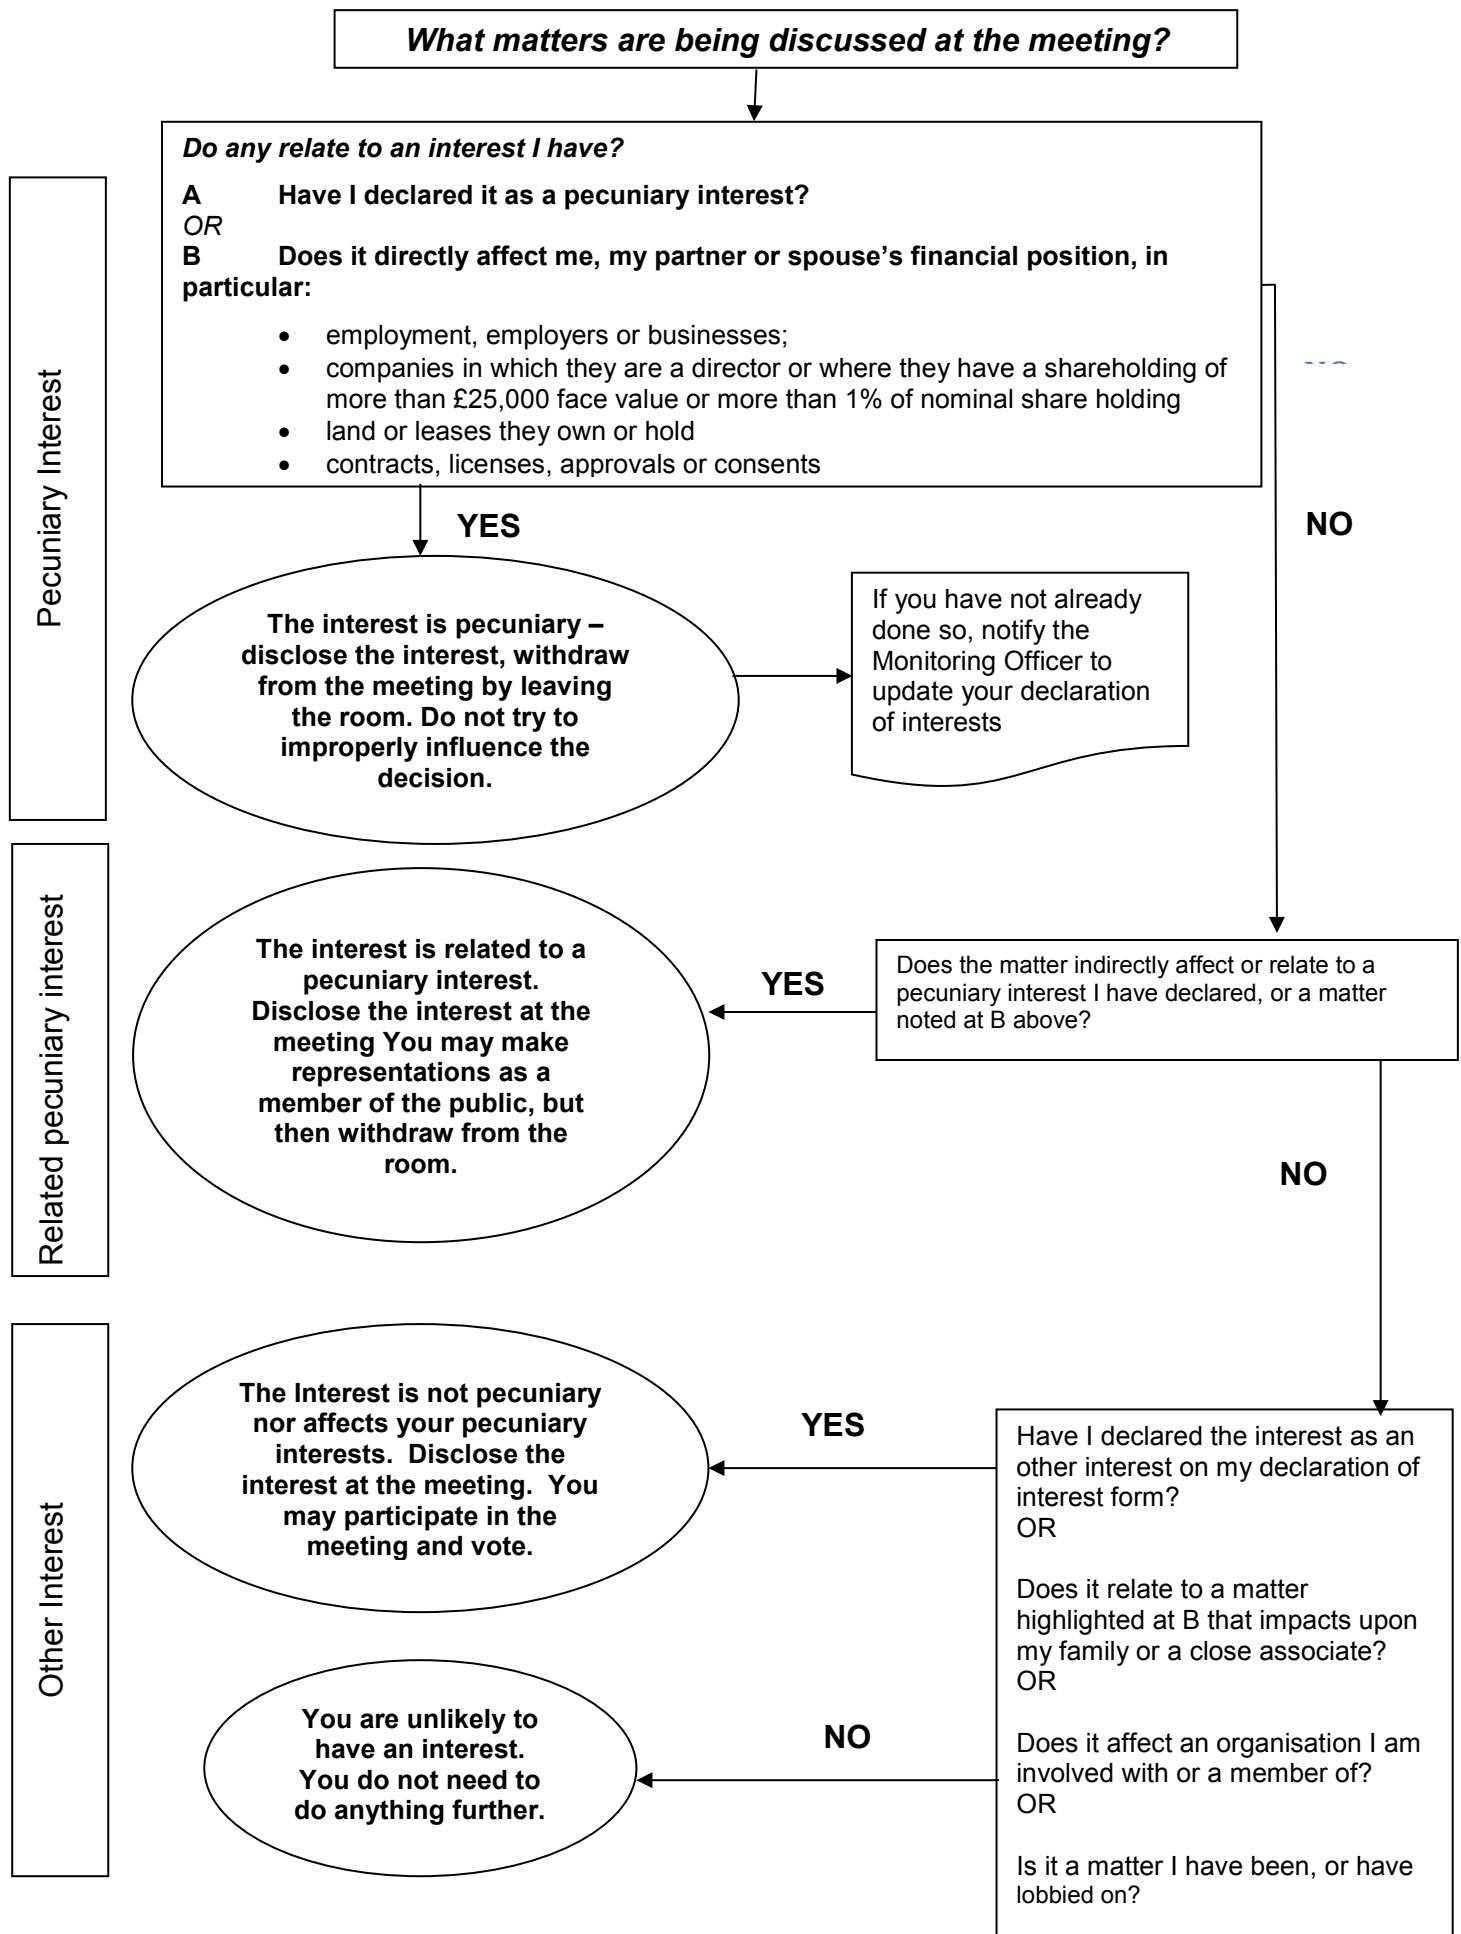 What matters are being discussed at the meeting?
Do any relate to an interest I have?
A Have I declared it as a pecuniary interest?
OR
B Does it directly affect me, my partner or spouse’s financial position, in
particular:
• employment, employers or businesses;
• companies in which they are a director or where they have a shareholding of
more than £25,000 face value or more than 1% of nominal share holding
• land or leases they own or hold
• contracts, licenses, approvals or consents
Pecuniary Interest
YES
NO
The interest is pecuniary –
disclose the interest, withdraw
from the meeting by leaving
the room. Do not try to
improperly influence the
decision.
If you have not already
done so, notify the
Monitoring Officer to
update your declaration
of interests
Related pecuniary interest
The interest is related to a
pecuniary interest.
Disclose the interest at the
meeting You may make
representations as a
member of the public, but
then withdraw from the
room.
YES
Does the matter indirectly affect or relate to a
pecuniary interest I have declared, or a matter
noted at B above?
NO
Other Interest
The Interest is not pecuniary
nor affects your pecuniary
interests. Disclose the
interest at the meeting. You
may participate in the
meeting and vote.
YES
Have I declared the interest as an
other interest on my declaration of
interest form?
OR
Does it relate to a matter
highlighted at B that impacts upon
my family or a close associate?
OR
Does it affect an organisation I am
involved with or a member of?
OR
Is it a matter I have been, or have
lobbied on?
NO
You are unlikely to
have an interest.
You do not need to
do anything further.